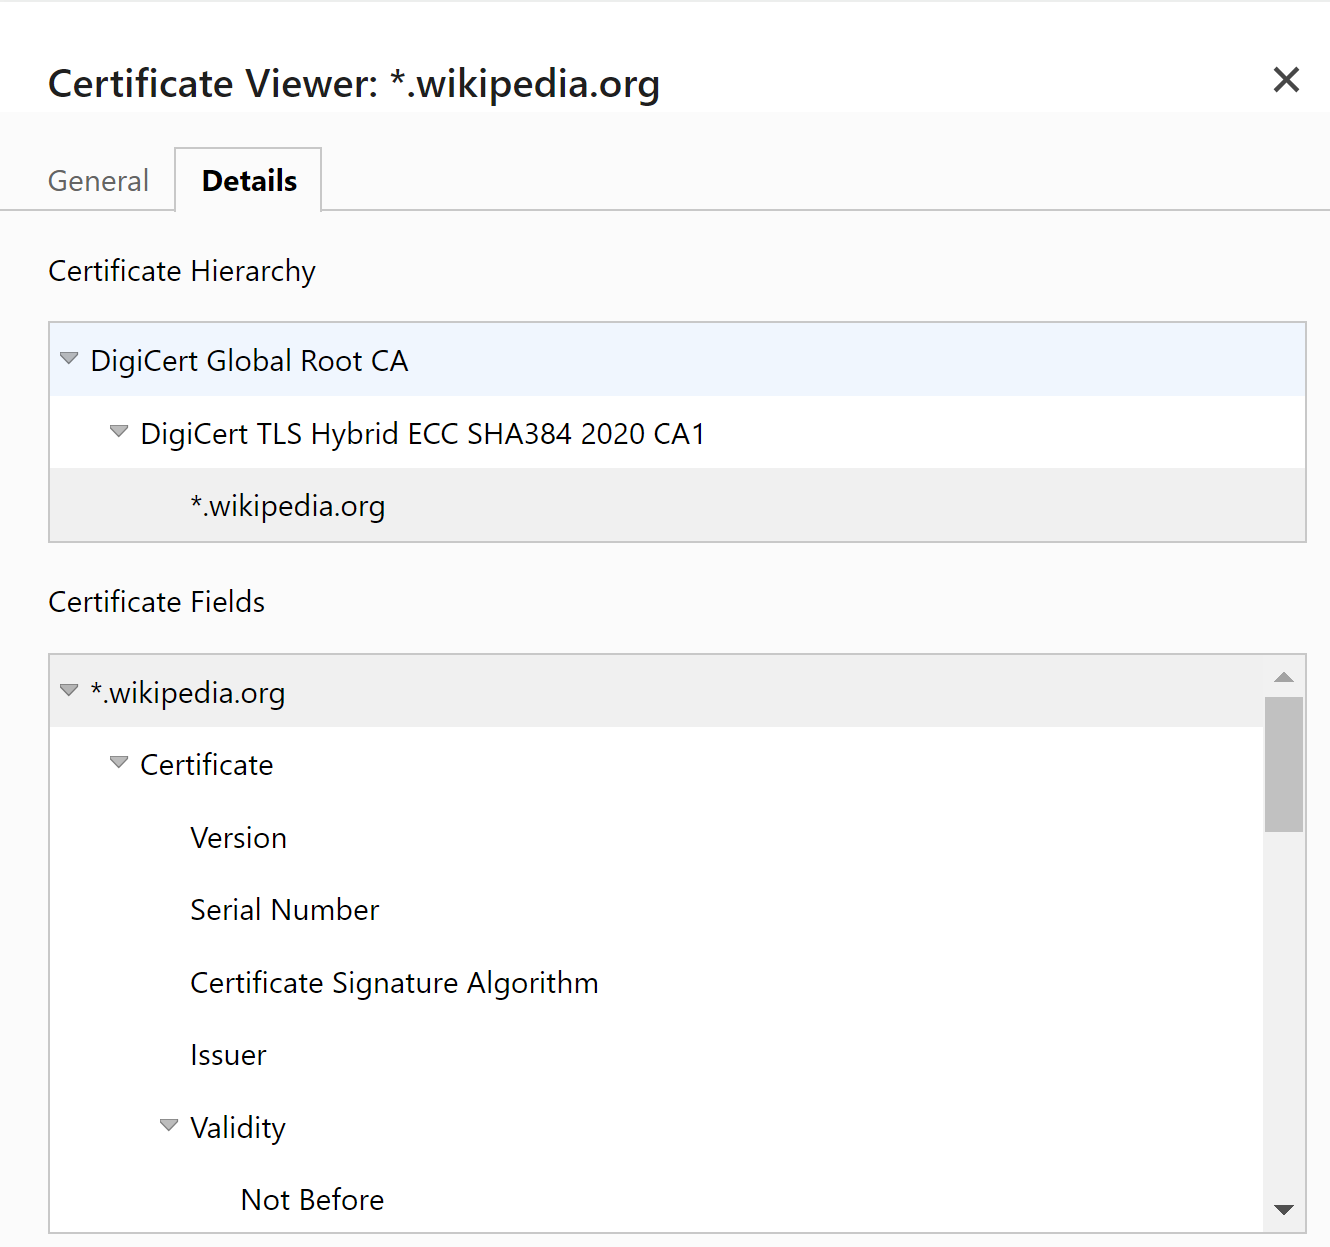 Certificate Viewer: *.wikipedia.org
General
Details
Certificate Hierarchy
DigiCert Global Root CA
DigiCert TLS Hybrid ECC SHA384 2020 CA1
*.wikipedia.org
Certificate Fields
*.wikipedia.org
Certificate
Version
Serial Number
Certificate Signature Algorithm
Issuer
Validity
Not Before